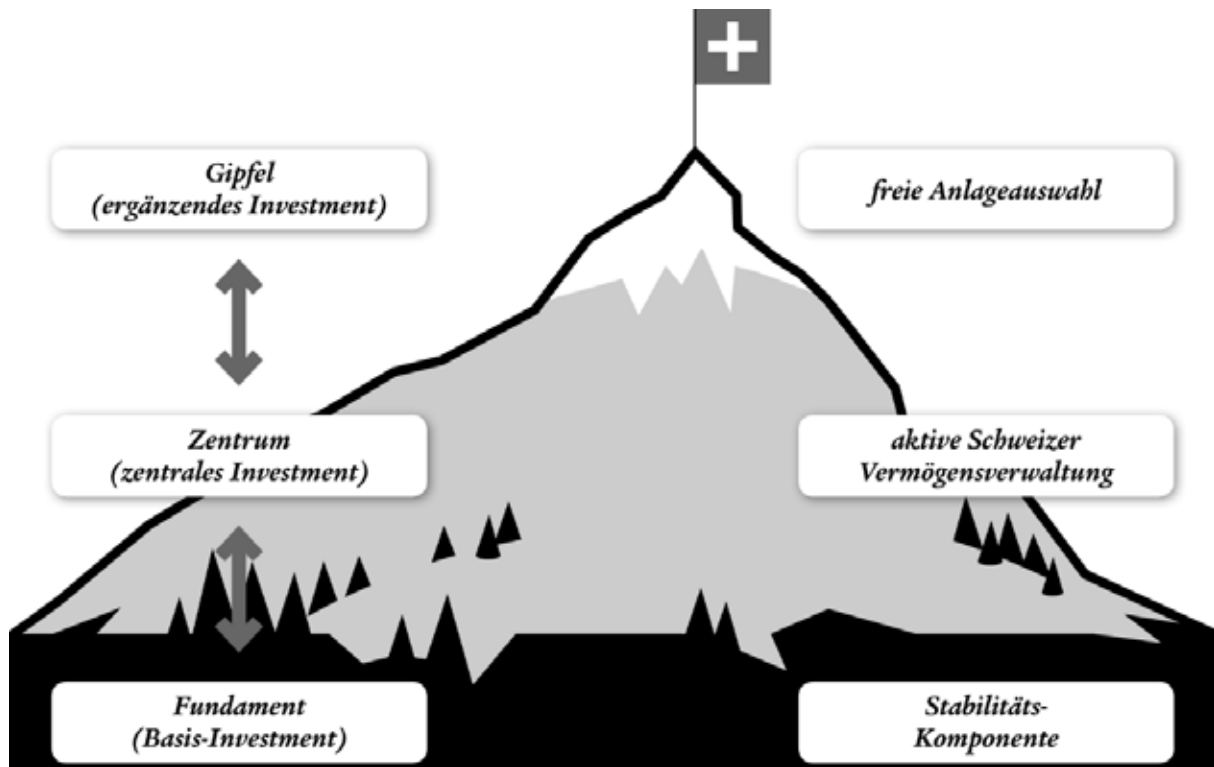 Gipfel
(ergänzendes Investment)
freie Anlageauswahl
Zentrum
(zentrales Investment)
aktive Schweizer
Vermögensverwaltung
Fundament
(Basis-Investment)
Stabilitäts-
Komponente